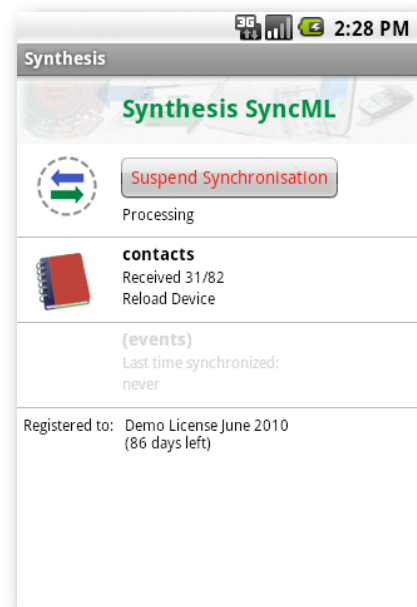 3G 2:28 PM
Synthesis
Synthesis SyncML
Suspend Synchronisation
Processing
contacts
Received 31/82
Reload Device
(events)
Last time synchronized:
never
Registered to: Demo License June 2010
(86 days left)